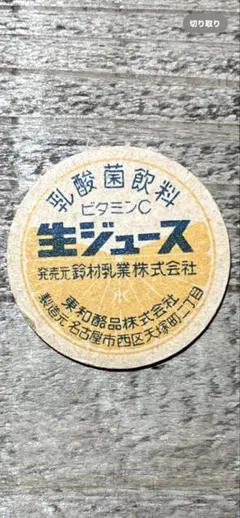 切り取り
乳酸菌飲料
ビタミンC
生ジュース
発売元 鈴村乳業株式会社
水
東和酪品株式会社
製造元 名古屋市西区天塚町一丁目